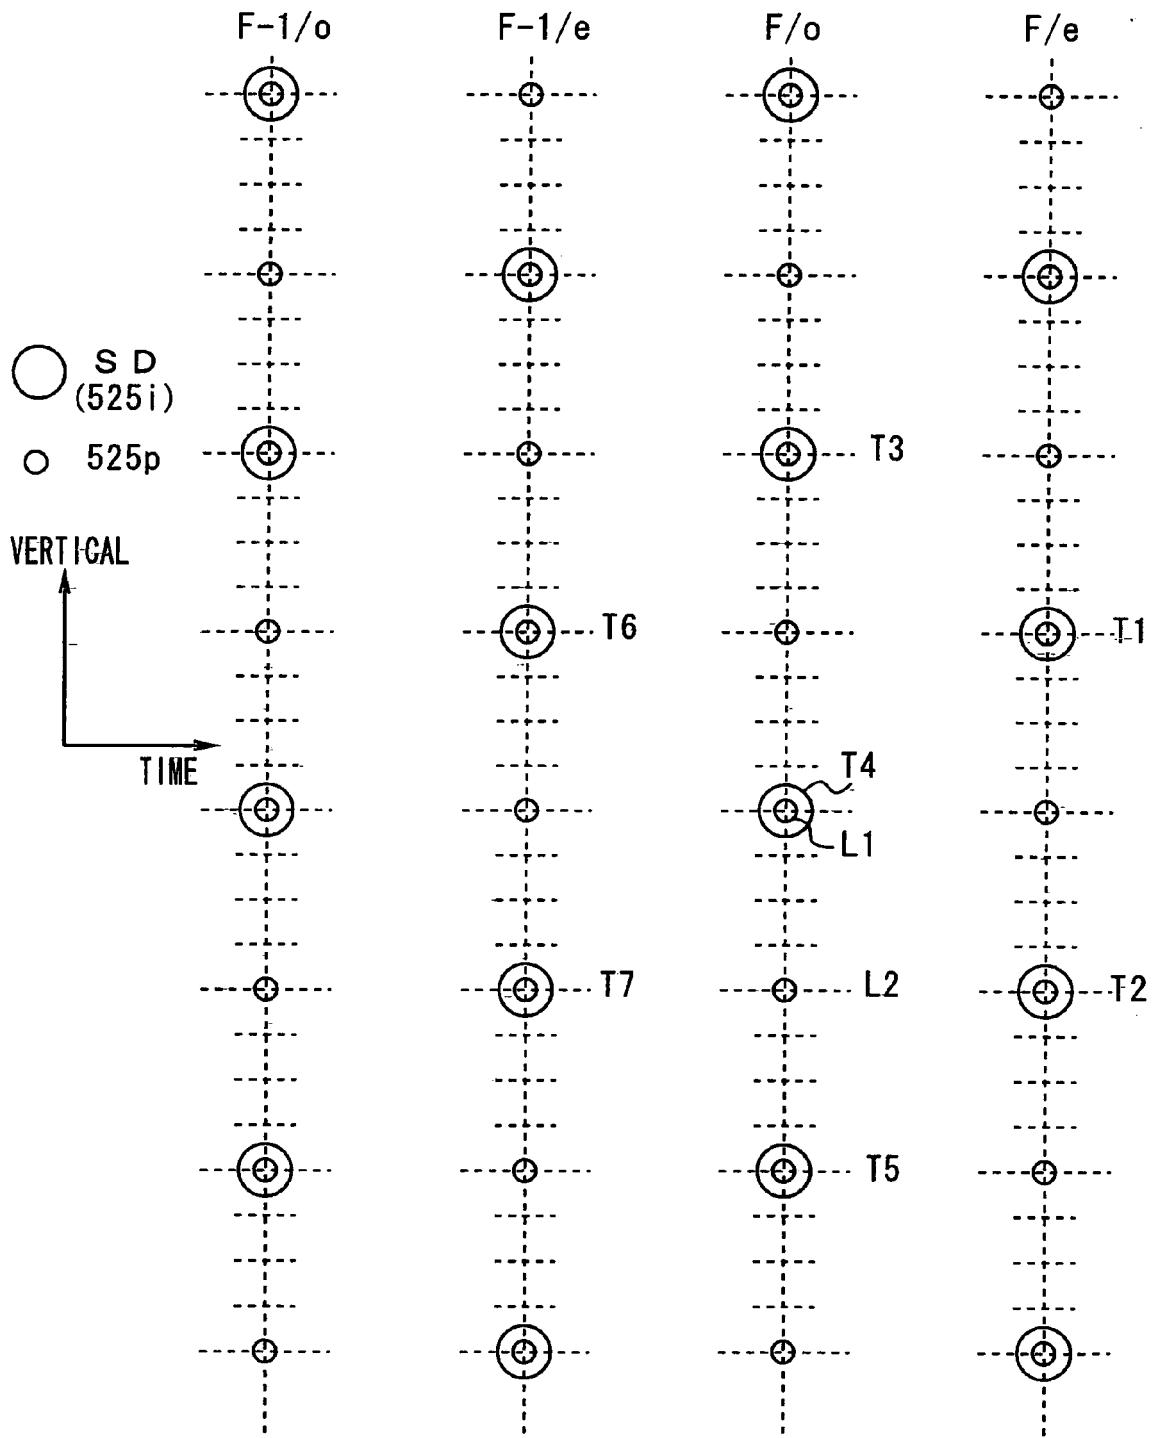 F-1/o
F-1/e
F/o
F/e
S D
(525i)
525p
T3
VERTICAL
T6
T1
TIME
T4
L1
T7
L2
T2
T5